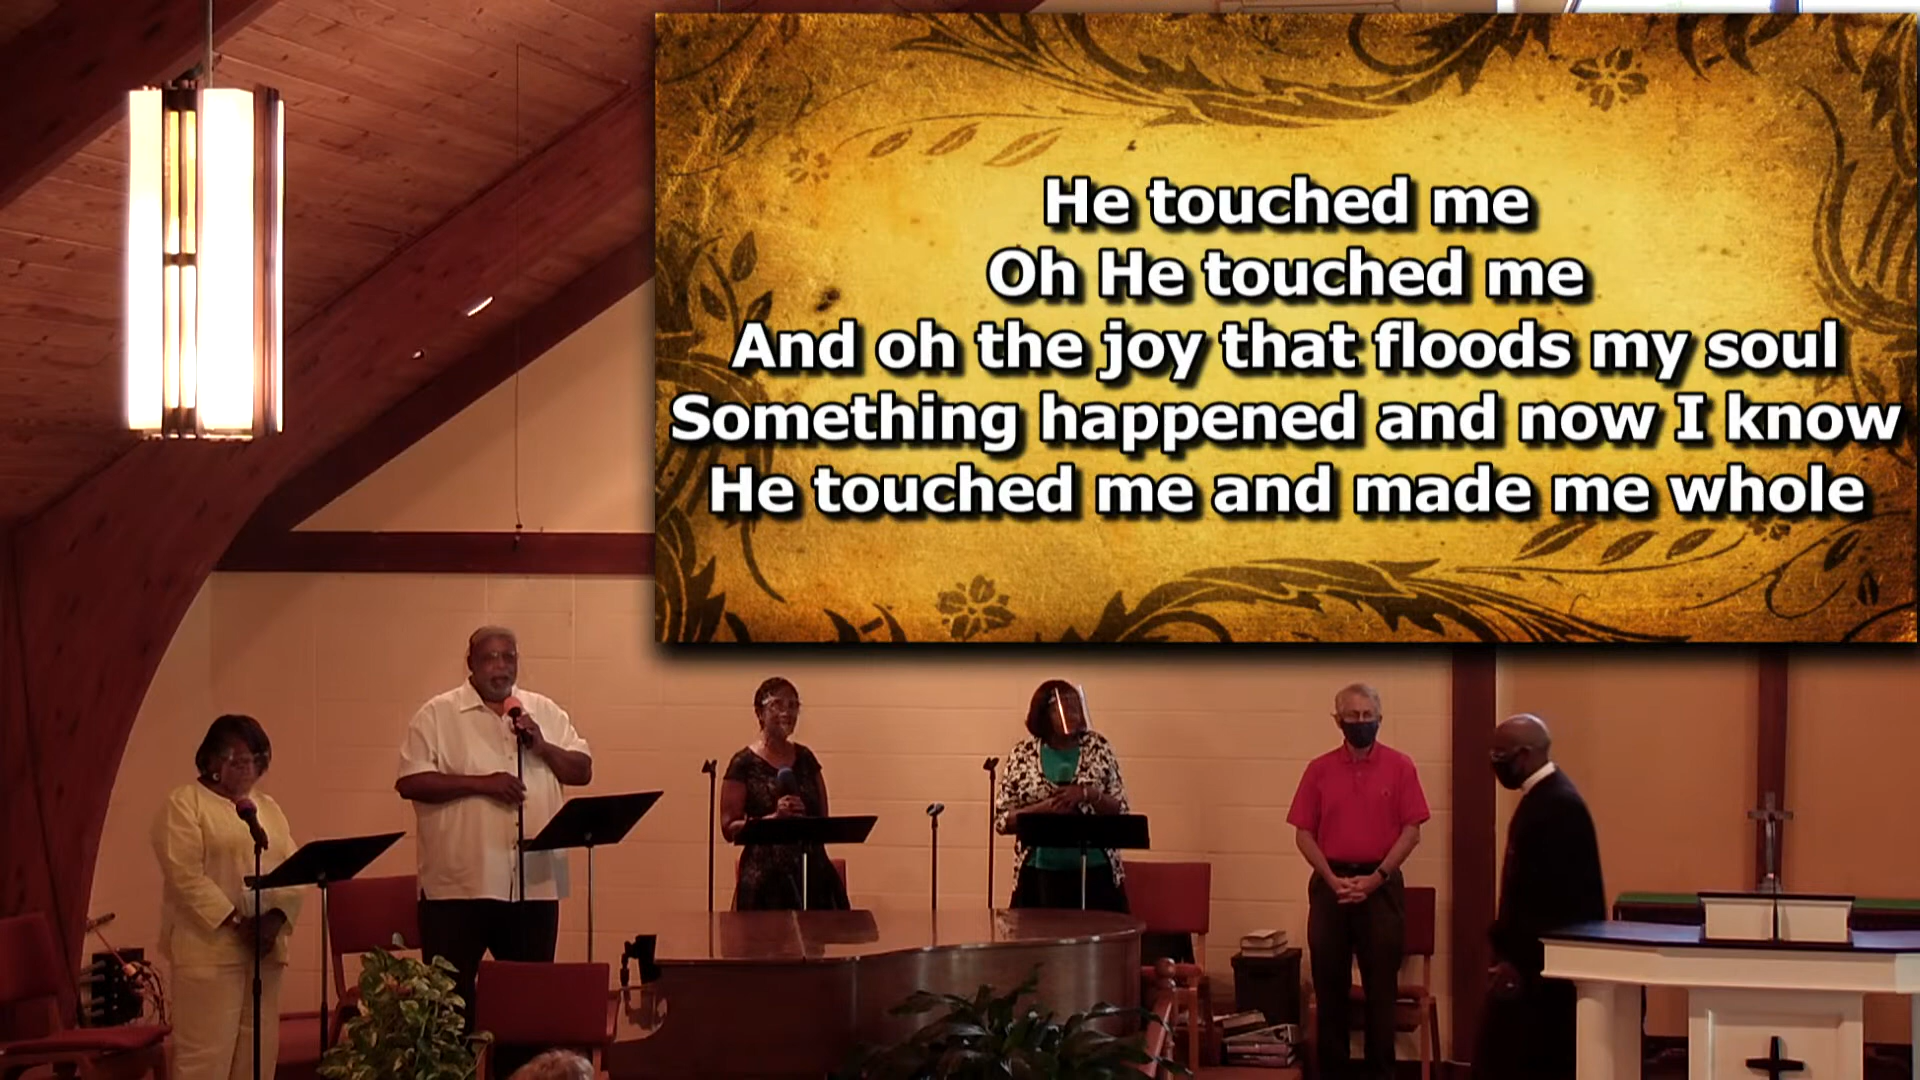 He touched me
Oh He touched me
And oh the joy that floods my soul
Something happened and now I know
He touched me and made me whole